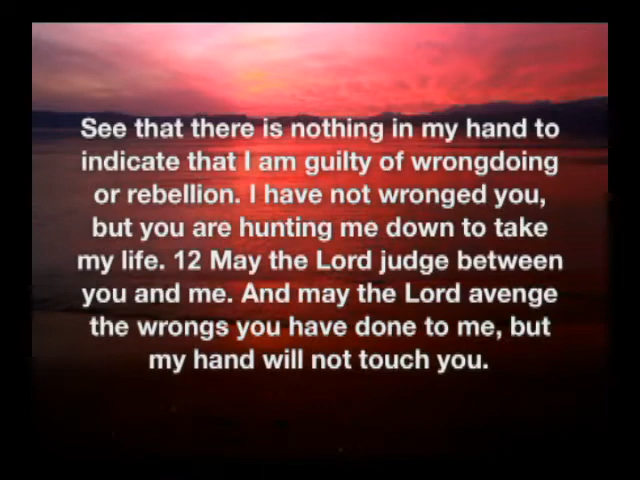 See that there is nothing in my hand to
indicate that I am guilty of wrongdoing
or rebellion. I have not wronged you,
but you are hunting me down to take
my life. 12 May the Lord judge between
you and me. And may the Lord avenge
the wrongs you have done to me, but
my hand will not touch you.